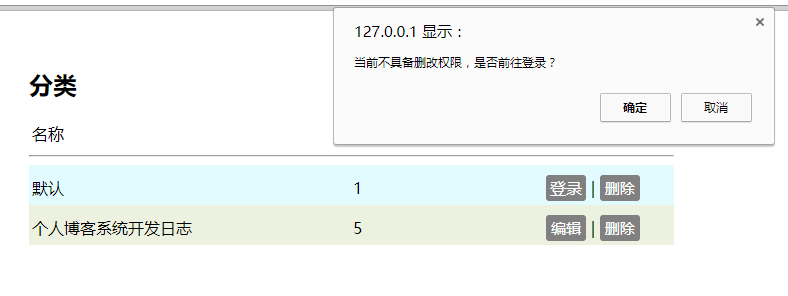 127.0.0.1 显示：
当前不具备删改权限，是否前往登录？
确定 取消
分类
名称
默认 1 登录 | 删除
个人博客系统开发日志 5 编辑 | 删除